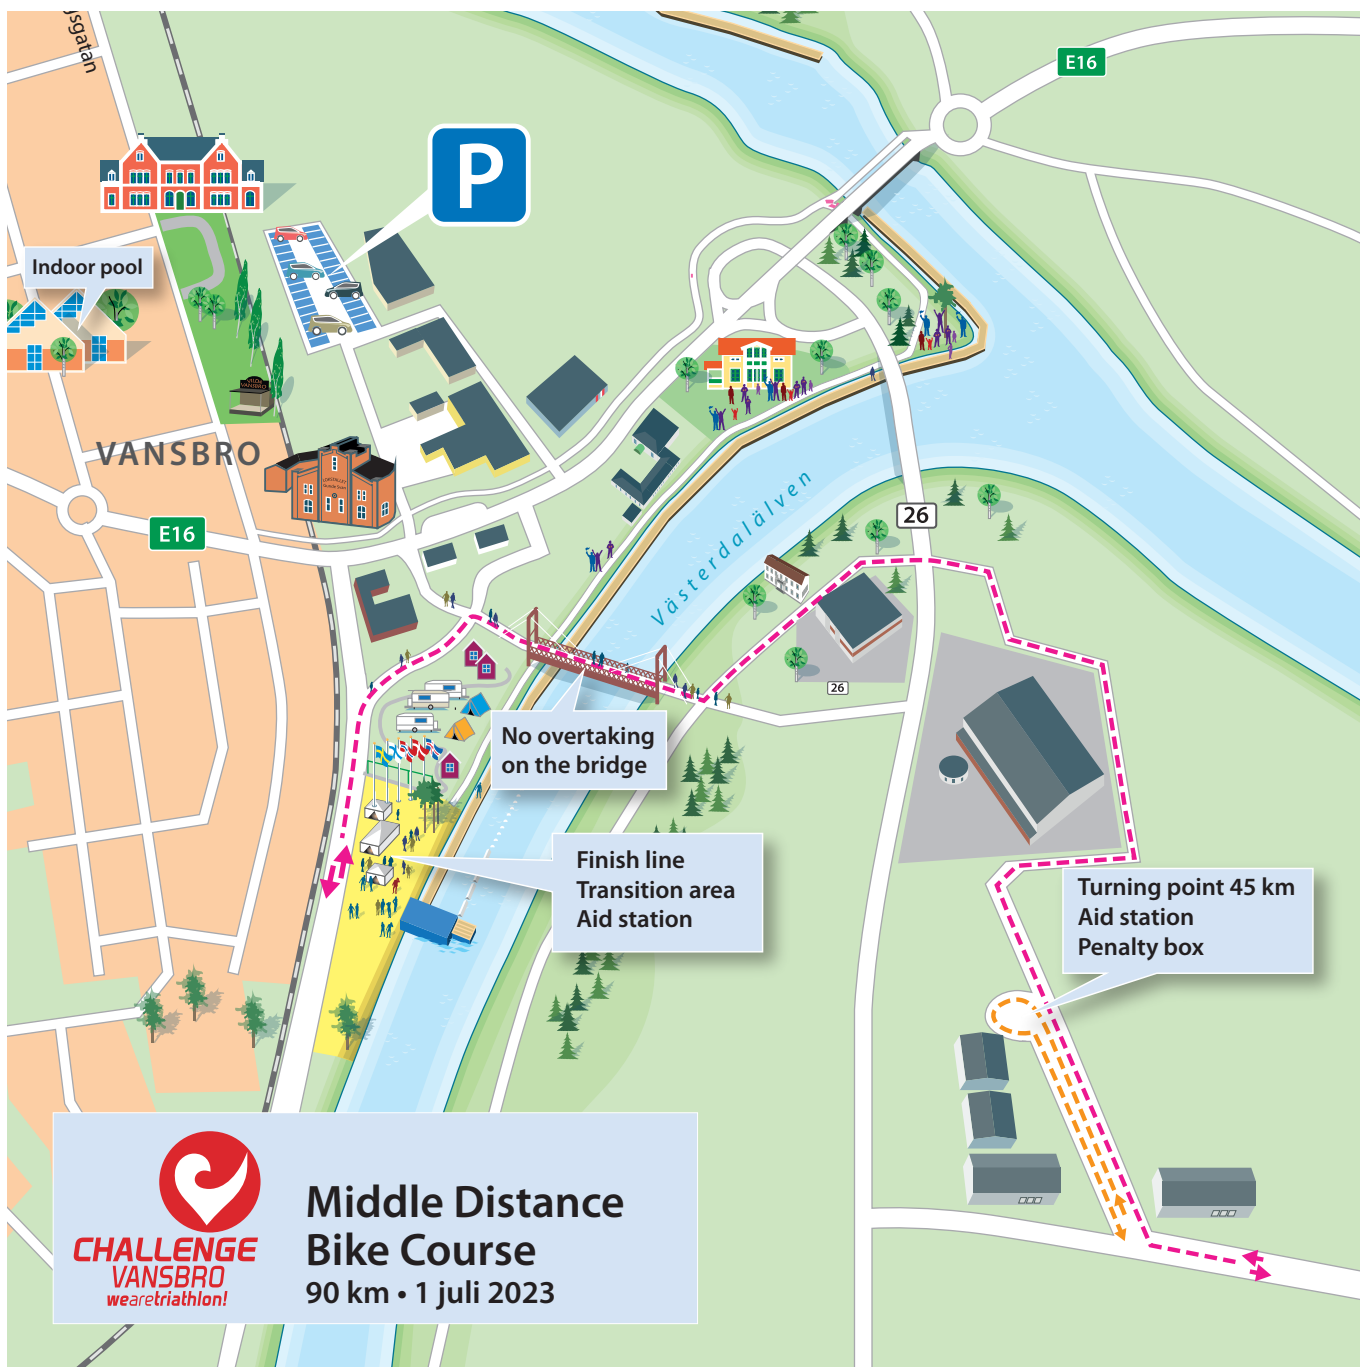 gsgatan
E16
P
Indoor pool
VANSBRO
E16
26
Västerdalälven
26
No overtaking
on the bridge
Finish line
Transition area
Aid station
Turning point 45 km
Aid station
Penalty box
CHALLENGE
VANSBRO
wearetriathlon!
Middle Distance
Bike Course
90 km • 1 juli 2023